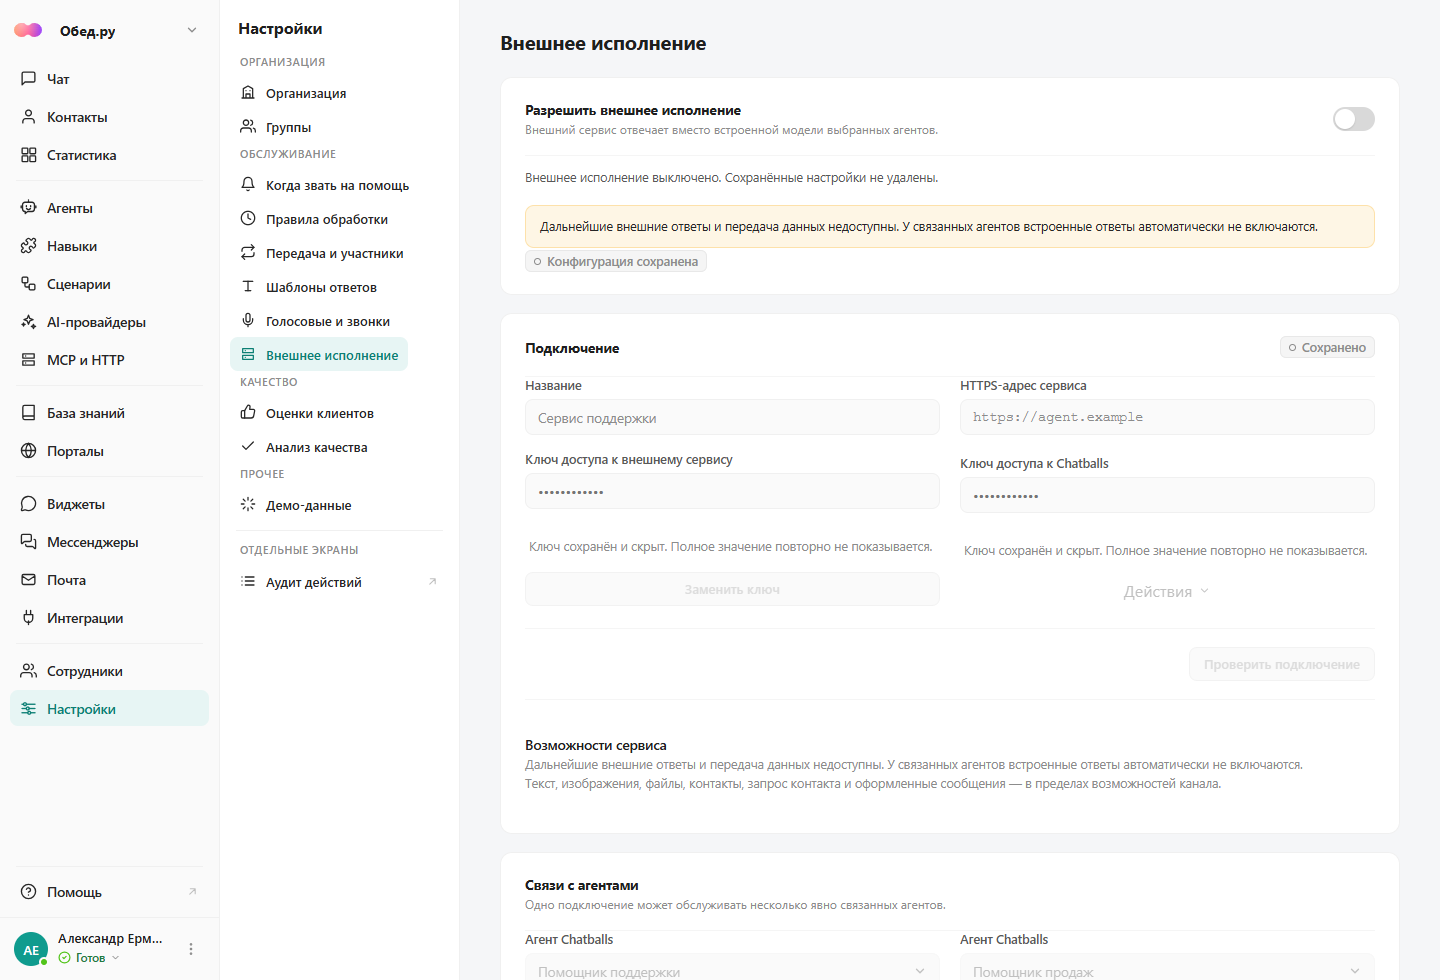 Обед.ру
Чат
Контакты
Статистика
Агенты
Навыки
Сценарии
AI-провайдеры
MCP и HTTP
База знаний
Порталы
Виджеты
Мессенджеры
Почта
Интеграции
Сотрудники
Настройки
Помощь
AE
Александр Ерм...
Готов
Настройки
ОРГАНИЗАЦИЯ
Организация
Группы
ОБСЛУЖИВАНИЕ
Когда звать на помощь
Правила обработки
Передача и участники
Шаблоны ответов
Голосовые и звонки
Внешнее исполнение
КАЧЕСТВО
Оценки клиентов
Анализ качества
ПРОЧЕЕ
Демо-данные
ОТДЕЛЬНЫЕ ЭКРАНЫ
Аудит действий
Внешнее исполнение
Разрешить внешнее исполнение
Внешний сервис отвечает вместо встроенной модели выбранных агентов.
Внешнее исполнение выключено. Сохранённые настройки не удалены.
Дальнейшие внешние ответы и передача данных недоступны. У связанных агентов встроенные ответы автоматически не включаются.
Конфигурация сохранена
Подключение
Сохранено
Название
HTTPS-адрес сервиса
Сервис поддержки
https://agent.example
Ключ доступа к внешнему сервису
Ключ доступа к Chatballs
••••••••••••
••••••••••••
Ключ сохранён и скрыт. Полное значение повторно не показывается.
Ключ сохранён и скрыт. Полное значение повторно не показывается.
Заменить ключ
Действия
Проверить подключение
Возможности сервиса
Дальнейшие внешние ответы и передача данных недоступны. У связанных агентов встроенные ответы автоматически не включаются.
Текст, изображения, файлы, контакты, запрос контакта и оформленные сообщения — в пределах возможностей канала.
Связи с агентами
Одно подключение может обслуживать несколько явно связанных агентов.
Агент Chatballs
Агент Chatballs
Помощник поддержки
Помощник продаж